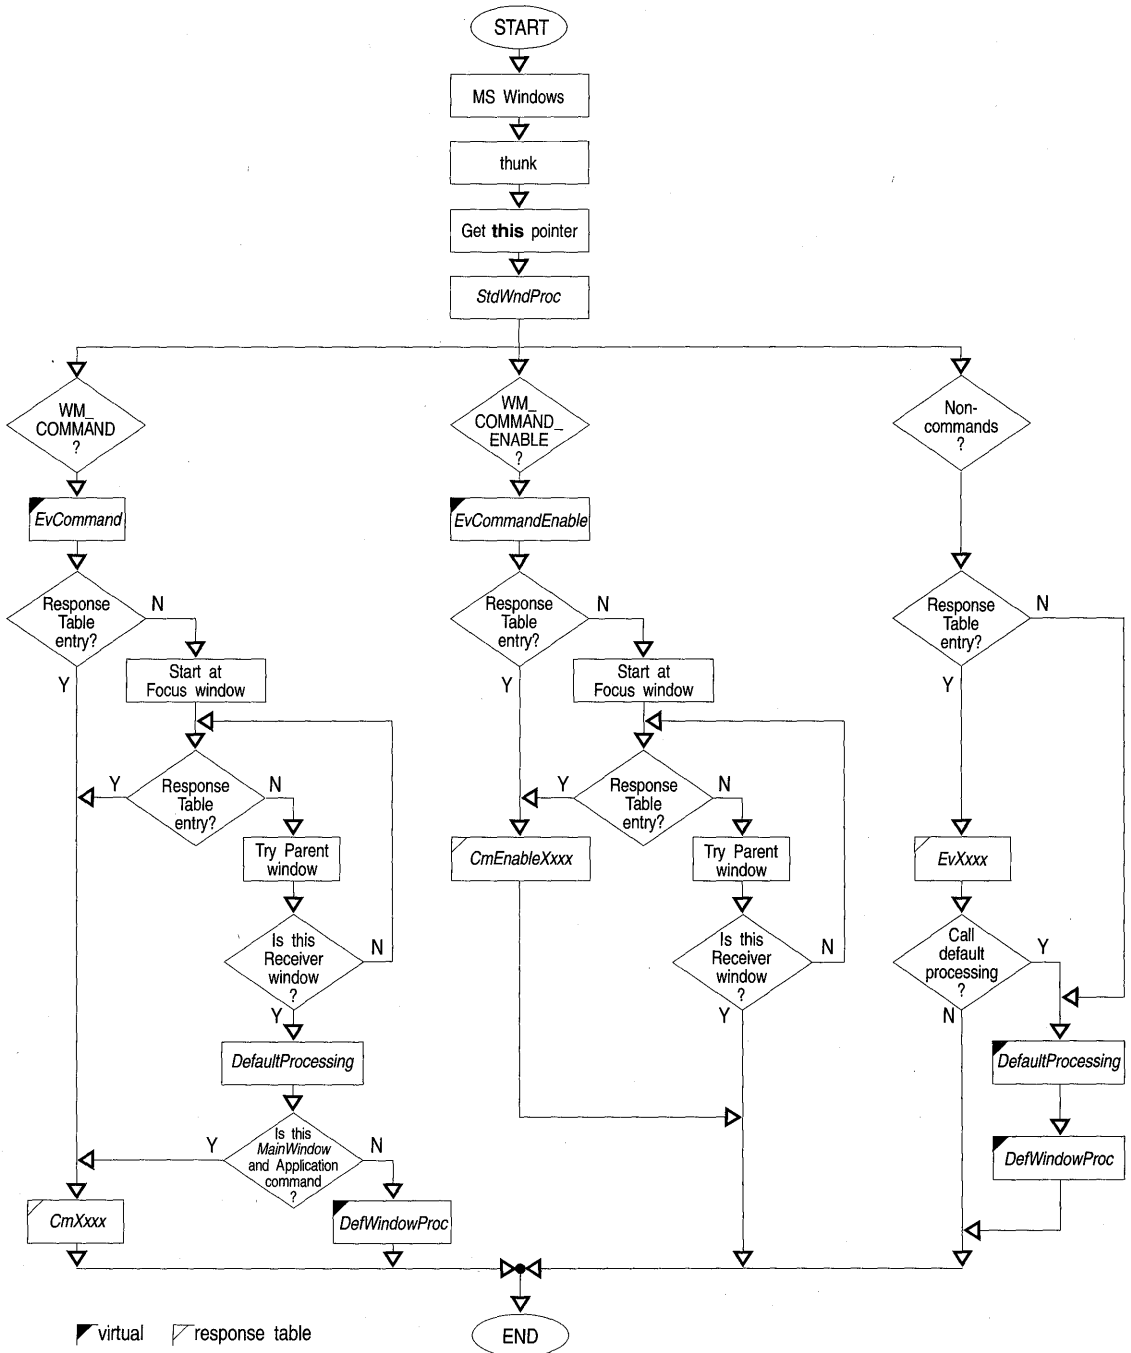 START
MS Windows
thunk
Get this pointer
StdWndProc
WM_
COMMAND
?
WM_
COMMAND_
ENABLE
?
Non-
commands
?
EvCommand
EvCommandEnable
Response
Table
entry?
N
Y
Response
Table
entry?
N
Y
Response
Table
entry?
N
Y
Start at
Focus window
Start at
Focus window
Response
Table
entry?
Y
N
Response
Table
entry?
Y
N
Try Parent
window
CmEnableXxxx
Try Parent
window
EvXxxx
Is this
Receiver
window
?
N
Y
Is this
Receiver
window
?
N
Y
Call
default
processing
?
Y
N
DefaultProcessing
DefaultProcessing
Is this
MainWindow
and Application
command
?
Y
N
DefWindowProc
CmXxxx
DefWindowProc
END
virtual
response table